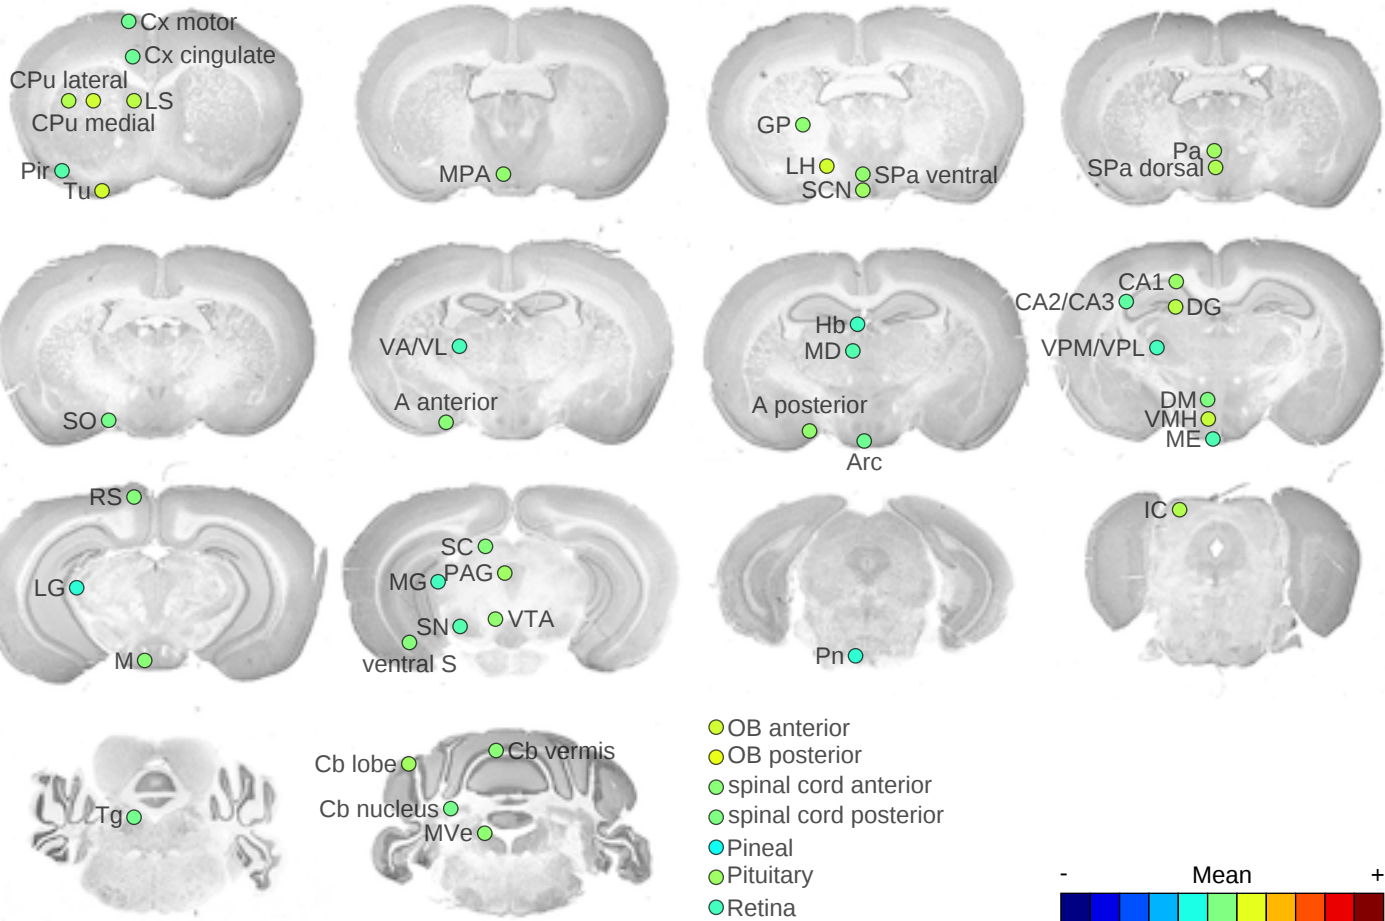 Cx motor
Cx cingulate
CPu lateral
LS
CPu medial
Pir
Tu
MPA
GP
LH
SPa ventral
SCN
Pa
SPa dorsal
SO
VA/VL
A anterior
Hb
MD
A posterior
Arc
CA1
CA2/CA3
DG
VPM/VPL
DM
VMH
ME
RS
LG
M
SC
PAG
MG
VTA
SN
ventral S
Pn
IC
Tg
Cb vermis
Cb lobe
Cb nucleus
MVe
OB anterior
OB posterior
spinal cord anterior
spinal cord posterior
Pineal
Pituitary
Retina
- Mean +